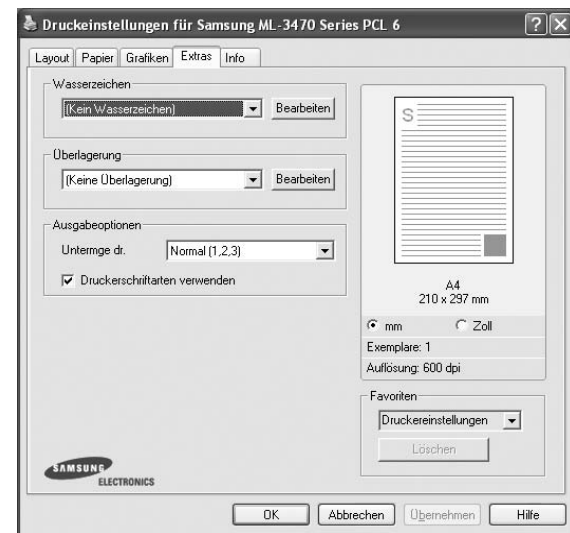 Druckeinstellungen für Samsung ML-3470 Series PCL 6
Layout Papier Grafiken Extras Info
Wasserzeichen
(Kein Wasserzeichen) Bearbeiten
Überlagerung
(Keine Überlagerung) Bearbeiten
Ausgabeoptionen
Unternge dr. Normal (1,2,3)
Druckerschriftarten verwenden
S
A4
210 x 297 mm
mm Zoll
Exemplare: 1
Auflösung: 600 dpi
Favoriten
Druckereinstellungen
Löschen
SAMSUNG
ELECTRONICS
OK Abbrechen Übernehmen Hilfe